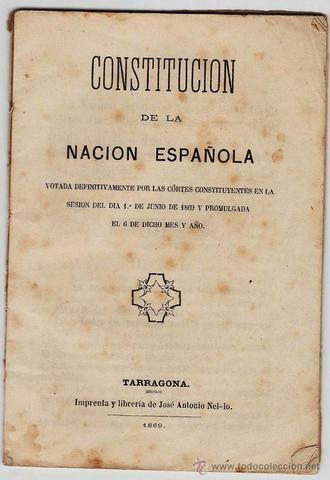 CONSTITUCION
DE LA
NACION ESPAÑOLA
VOTADA DEFINITIVAMENTE POR LAS CÓRTES CONSTITUYENTES EN LA
SESION DEL DIA 1.º DE JUNIO DE 1869 Y PROMULGADA
EL 6 DE DICHO MES Y AÑO.
TARRAGONA.
Imprenta y librería de José Antonio Nel-lo.
1869.
© todocoleccion.net